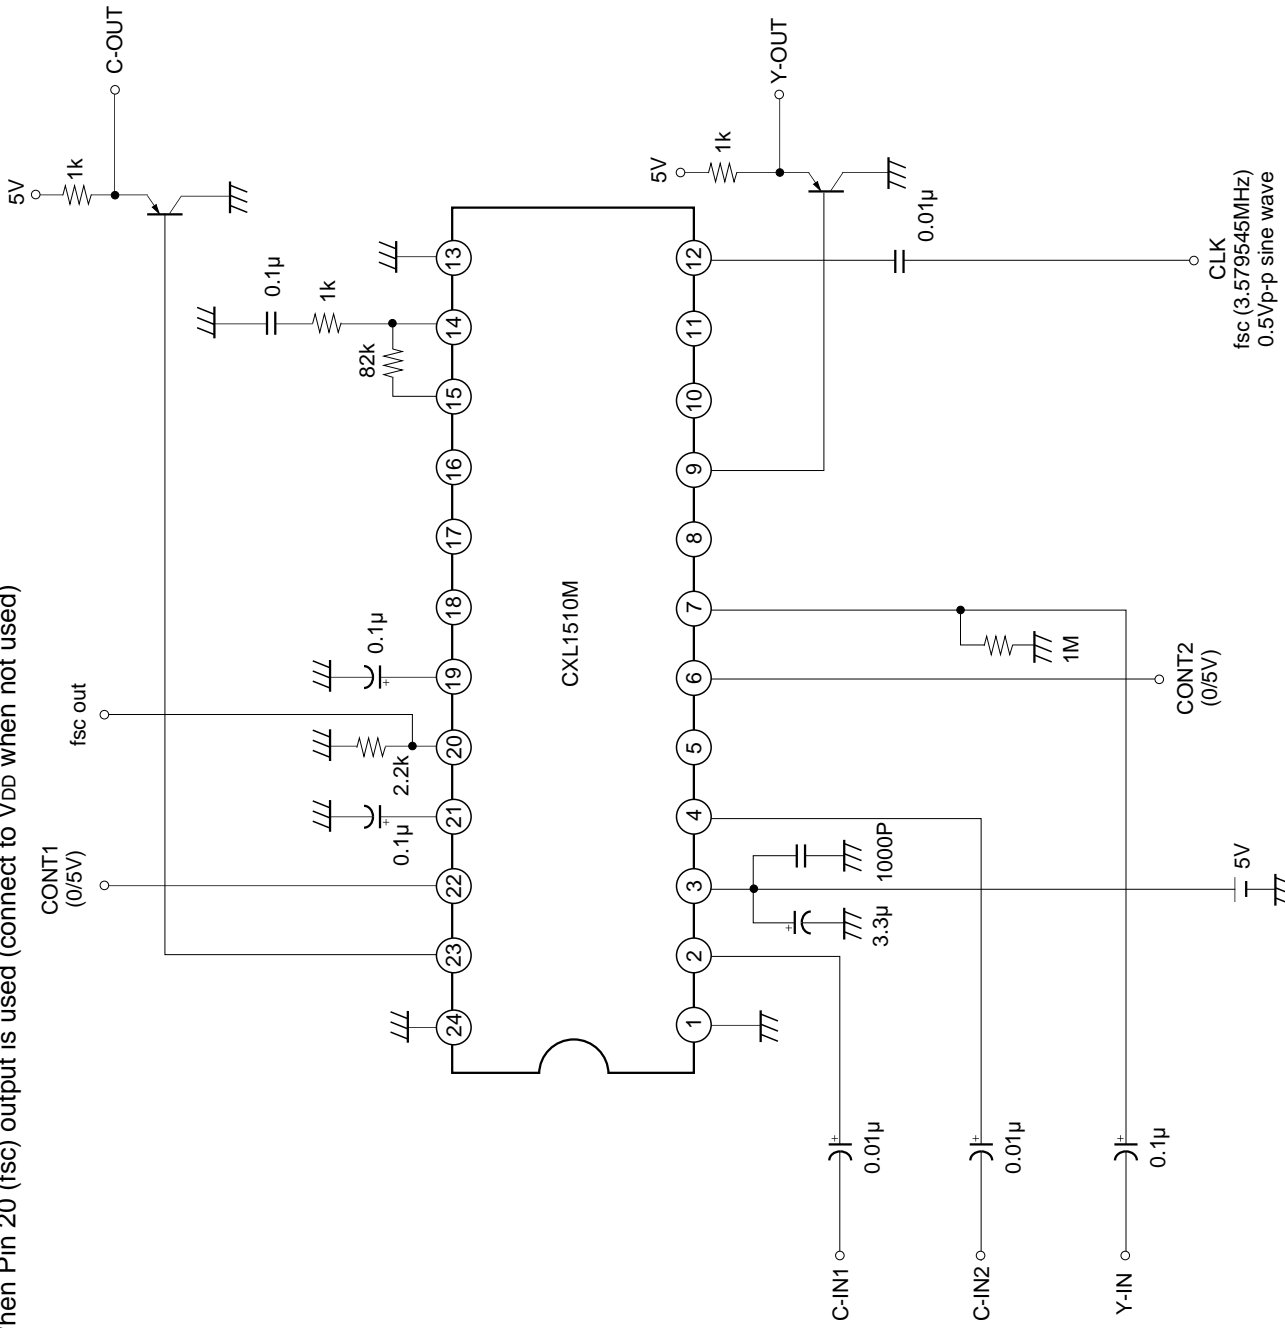 hen Pin 20 (fsc) output is used (connect to VDD when not used)
CONT1
(0/5V)
fsc out
5V
1k
C-OUT
0.1µ
2.2k
0.1µ
82k
1k
0.1µ
24
23
22
21
20
19
18
17
16
15
14
13
CXL1510M
1
2
3
4
5
6
7
8
9
10
11
12
5V
1k
Y-OUT
3.3µ
1000P
1M
0.01µ
C-IN1
0.01µ
C-IN2
0.01µ
Y-IN
0.1µ
5V
CONT2
(0/5V)
CLK
fsc (3.579545MHz)
0.5Vp-p sine wave